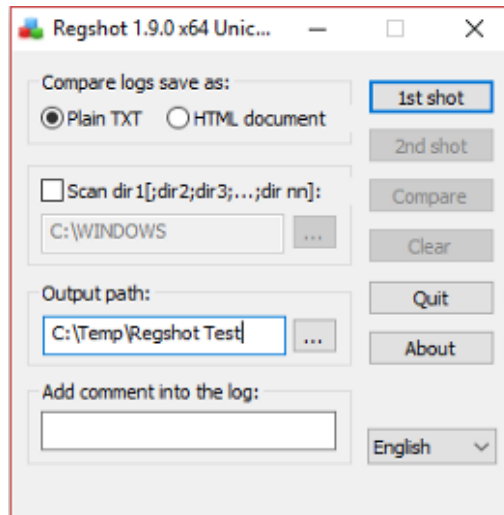 Regshot 1.9.0 x64 Unic...
Compare logs save as:
Plain TXT HTML document
1st shot
2nd shot
Scan dir1[;dir2;dir3;...;dir nn]:
C:\WINDOWS
...
Compare
Clear
Output path:
C:\Temp\Regshot Test
...
Quit
About
Add comment into the log:
English